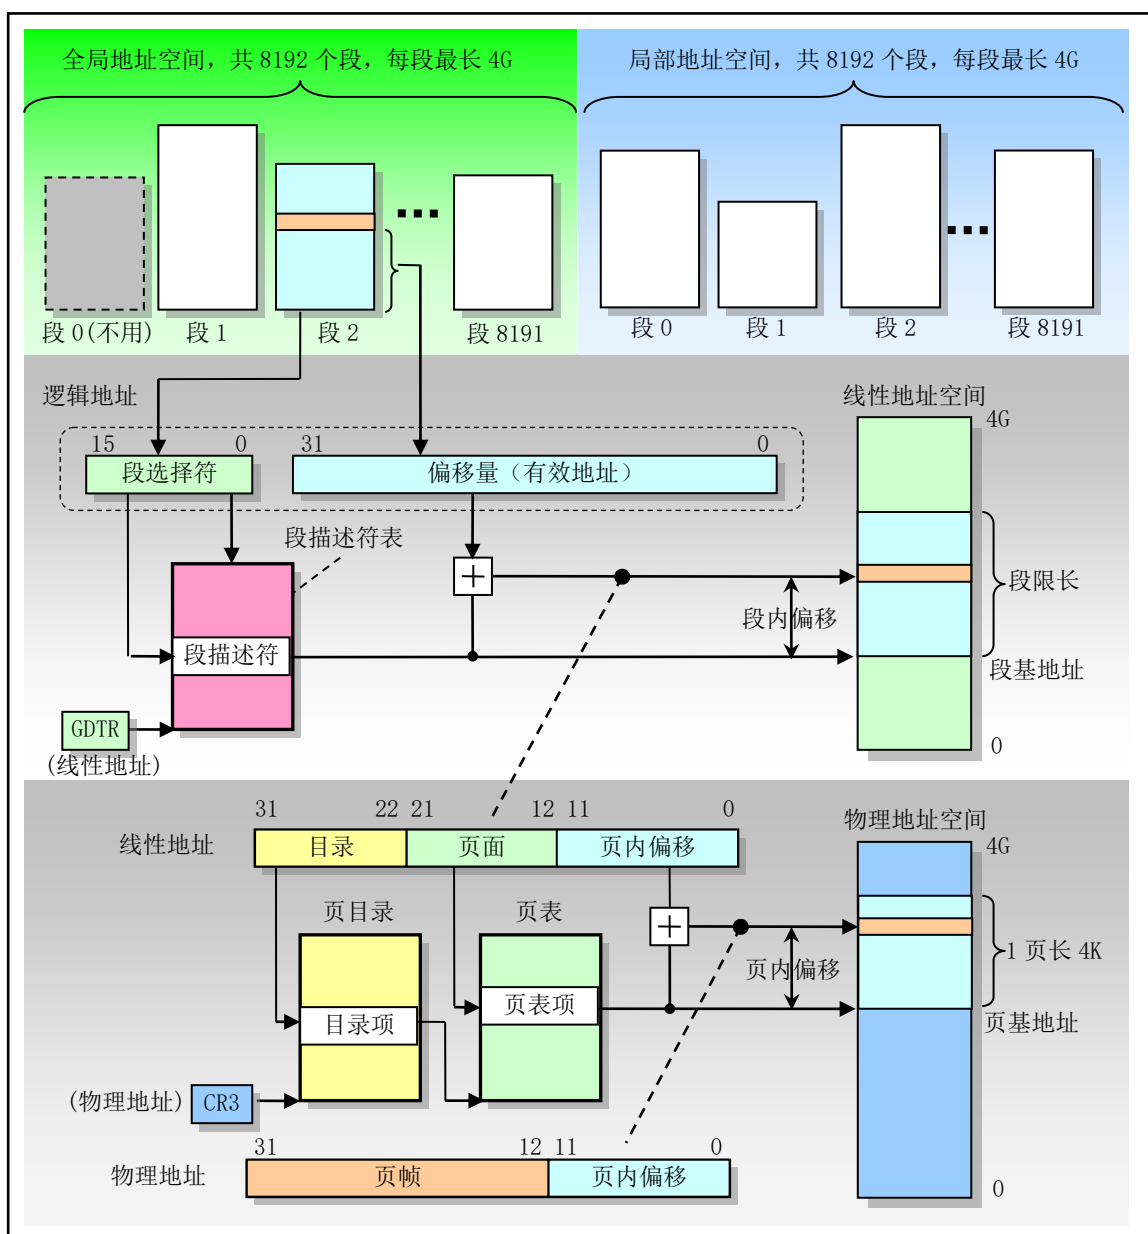 全局地址空间，共 8192 个段，每段最长 4G
局部地址空间，共 8192 个段，每段最长 4G
段 0(不用)
段 1
段 2
段 8191
段 0
段 1
段 2
段 8191
逻辑地址
线性地址空间
15
0
31
0
4G
段选择符
偏移量（有效地址）
段描述符表
段限长
段内偏移
段描述符
段基地址
GDTR
0
(线性地址)
31
22
21
12
11
0
物理地址空间
线性地址
目录
页面
页内偏移
4G
页目录
页表
1 页长 4K
页内偏移
页表项
目录项
页基地址
(物理地址)
CR3
31
12
11
0
物理地址
页帧
页内偏移
0